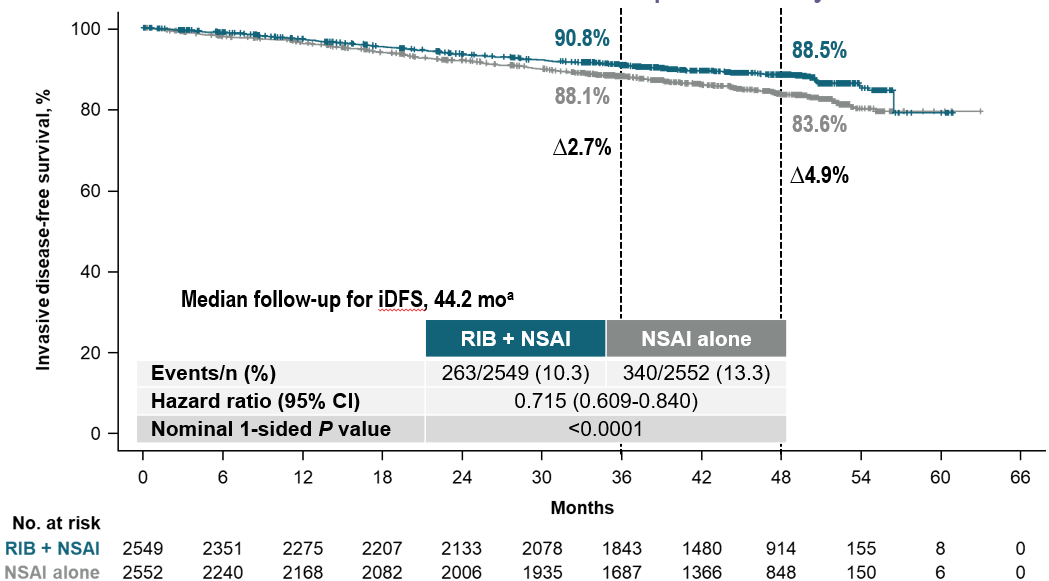 Invasive disease-free survival, %
100
80
60
40
20
0
90.8%
88.1%
Δ2.7%
88.5%
83.6%
Δ4.9%
Median follow-up for iDFS, 44.2 moᵃ
RIB + NSAI NSAI alone
Events/n (%) 263/2549 (10.3) 340/2552 (13.3)
Hazard ratio (95% CI) 0.715 (0.609-0.840)
Nominal 1-sided P value <0.0001
0 6 12 18 24 30 36 42 48 54 60 66
Months
No. at risk
RIB + NSAI 2549 2351 2275 2207 2133 2078 1843 1480 914 155 8 0
NSAI alone 2552 2240 2168 2082 2006 1935 1687 1366 848 150 6 0